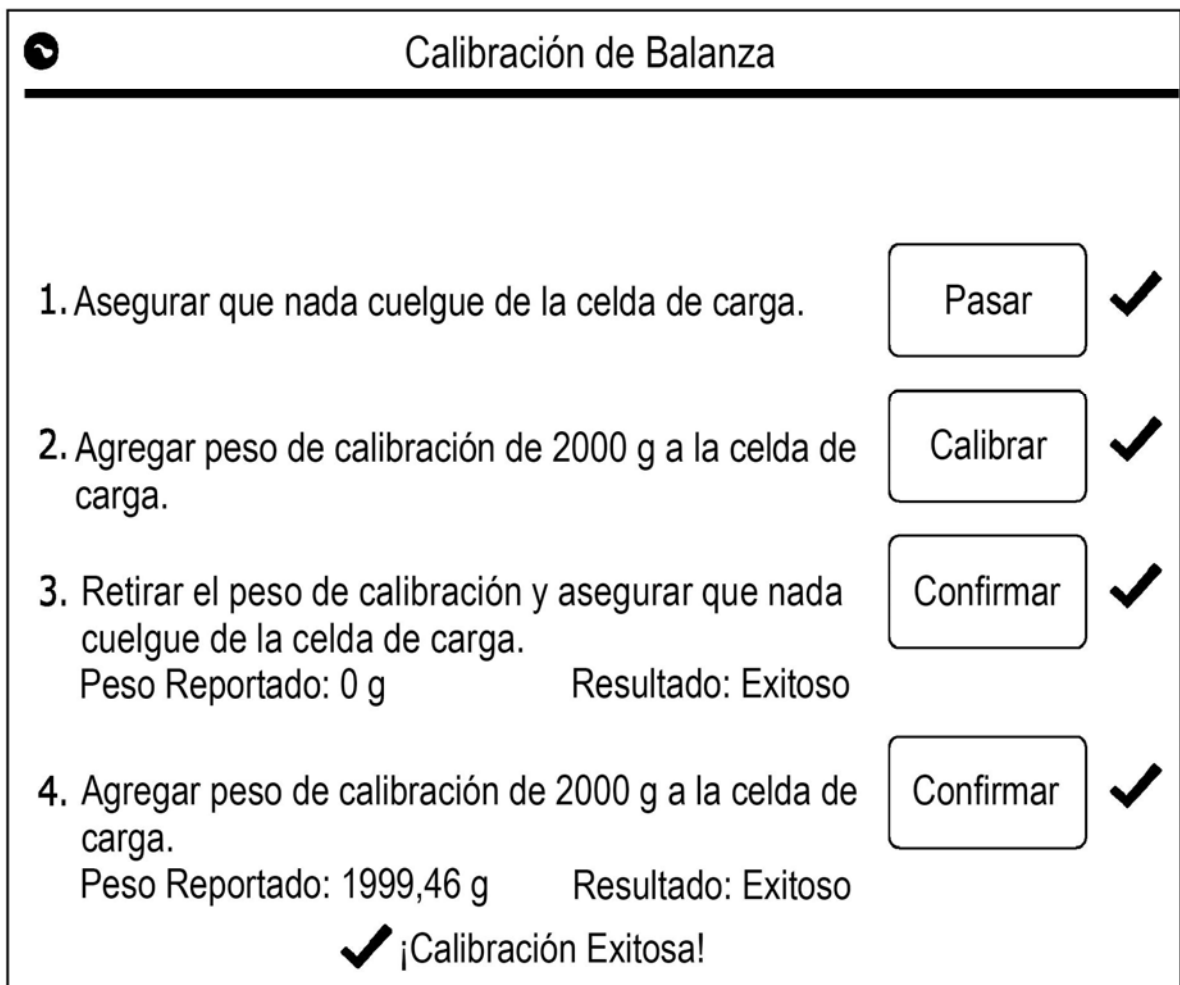 Calibración de Balanza
1. Asegurar que nada cuelgue de la celda de carga.
Pasar
2. Agregar peso de calibración de 2000 g a la celda de
carga.
Calibrar
3. Retirar el peso de calibración y asegurar que nada
cuelgue de la celda de carga.
Confirmar
Peso Reportado: 0 g Resultado: Exitoso
4. Agregar peso de calibración de 2000 g a la celda de
carga.
Confirmar
Peso Reportado: 1999,46 g Resultado: Exitoso
¡Calibración Exitosa!